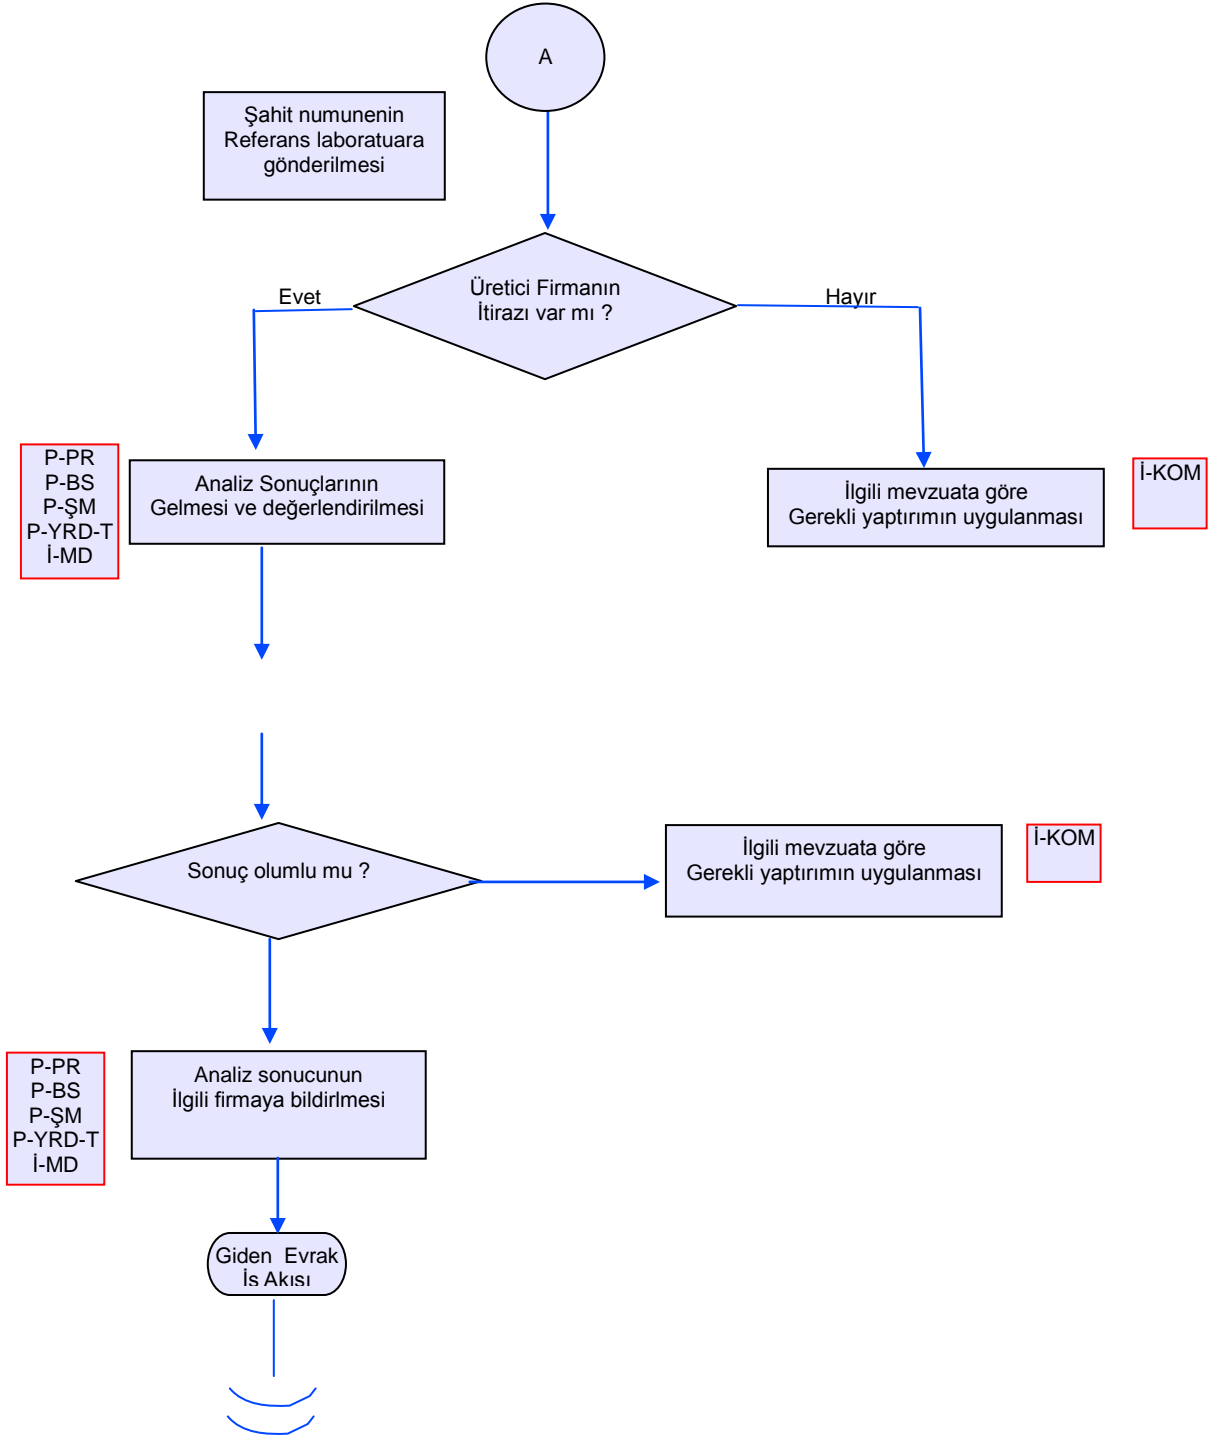 A
Şahit numunenin
Referans laboratuara
gönderilmesi
Üretici Firmanın
İtirazı var mı ?
Evet
Hayır
P-PR
P-BS
P-ŞM
P-YRD-T
İ-MD
Analiz Sonuçlarının
Gelmesi ve değerlendirilmesi
İlgili mevzuata göre
Gerekli yaptırımın uygulanması
İ-KOM
Sonuç olumlu mu ?
İlgili mevzuata göre
Gerekli yaptırımın uygulanması
İ-KOM
P-PR
P-BS
P-ŞM
P-YRD-T
İ-MD
Analiz sonucunun
İlgili firmaya bildirlmesi
Giden Evrak
İş Akışı